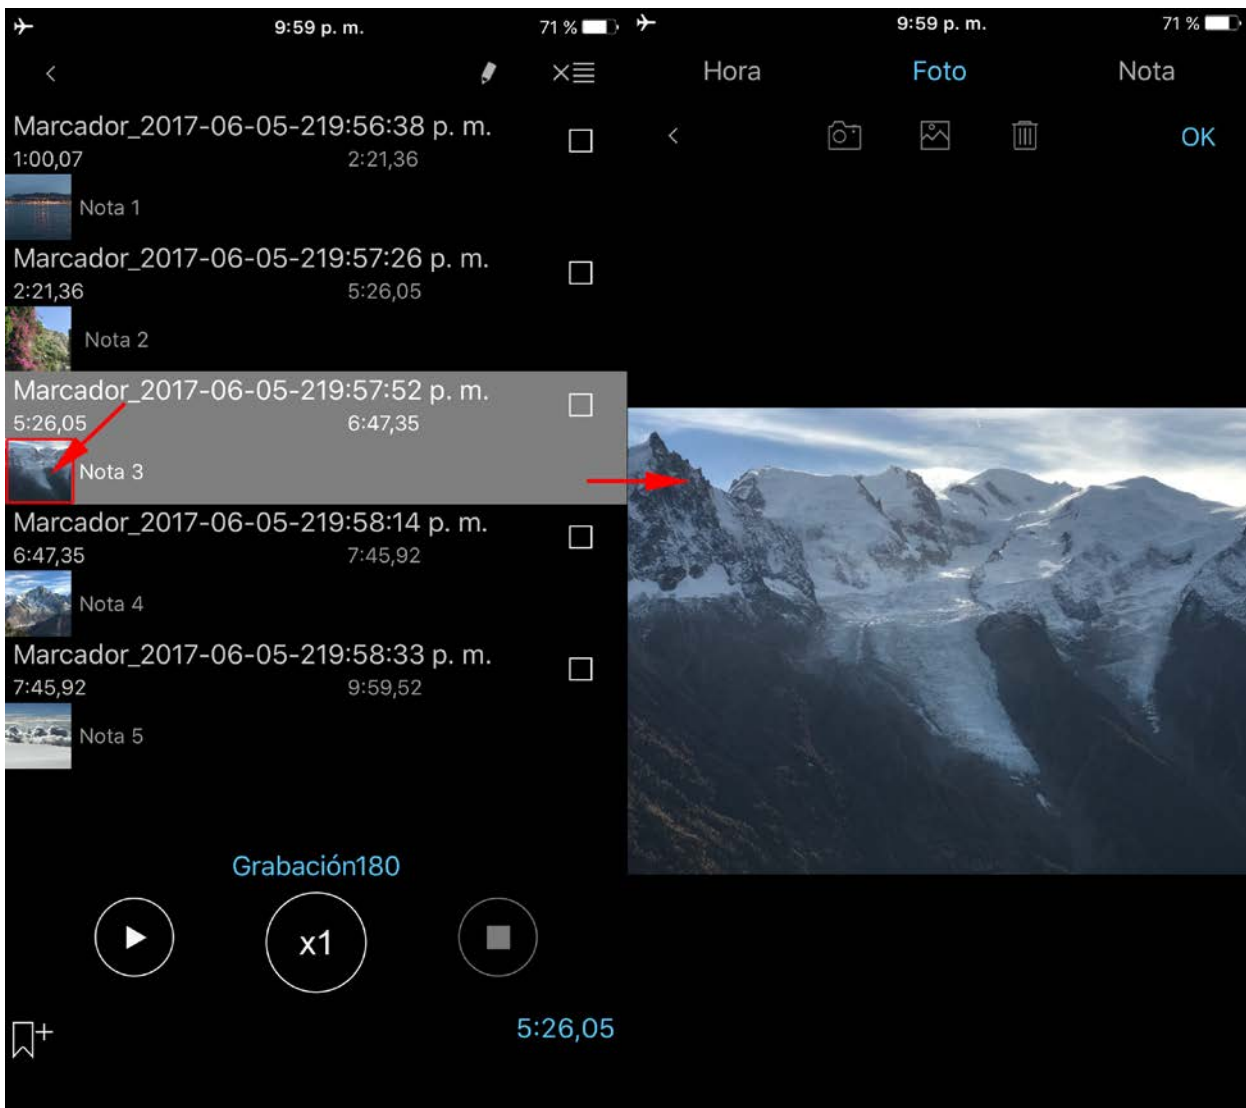 9:59 p. m. 71 %
Marcador_2017-06-05-219:56:38 p. m.
1:00,07 2:21,36
Nota 1
Marcador_2017-06-05-219:57:26 p. m.
2:21,36 5:26,05
Nota 2
Marcador_2017-06-05-219:57:52 p. m.
5:26,05 6:47,35
Nota 3
Marcador_2017-06-05-219:58:14 p. m.
6:47,35 7:45,92
Nota 4
Marcador_2017-06-05-219:58:33 p. m.
7:45,92 9:59,52
Nota 5
Grabación180
x1
5:26,05
9:59 p. m. 71 %
Hora Foto Nota
OK